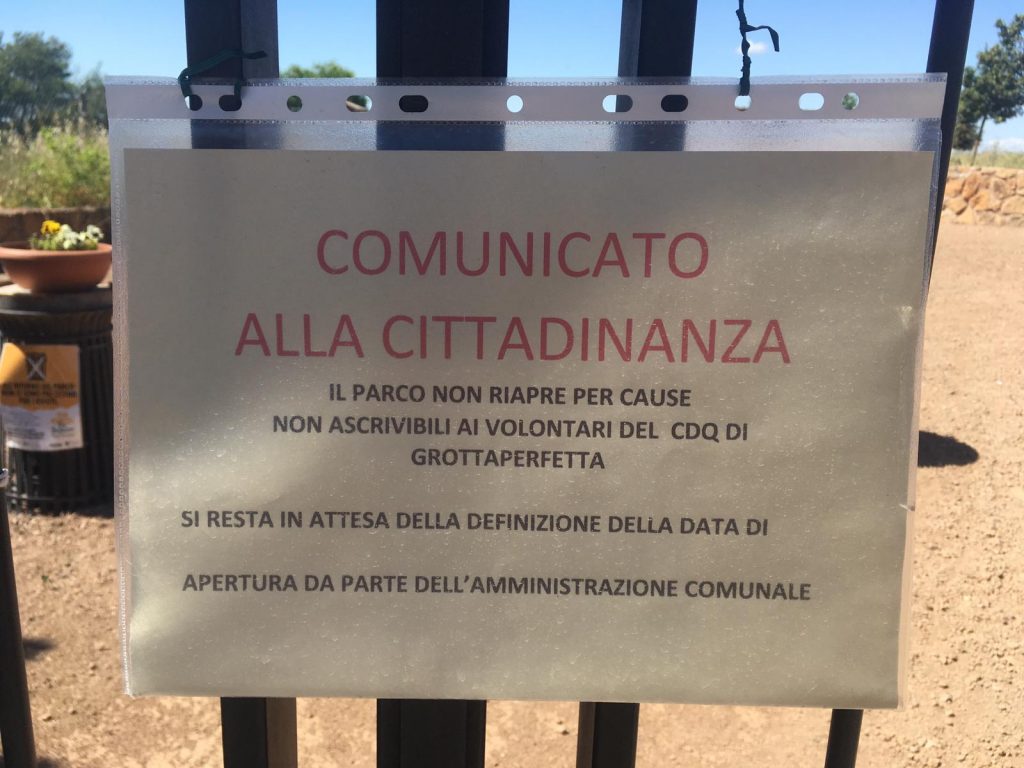 COMUNICATO
ALLA CITTADINANZA
IL PARCO NON RIAPRE PER CAUSE
NON ASCRIVIBILI AI VOLONTARI DEL CDQ DI
GROTTAPERFETTA
SI RESTA IN ATTESA DELLA DEFINIZIONE DELLA DATA DI
APERTURA DA PARTE DELL'AMMINISTRAZIONE COMUNALE